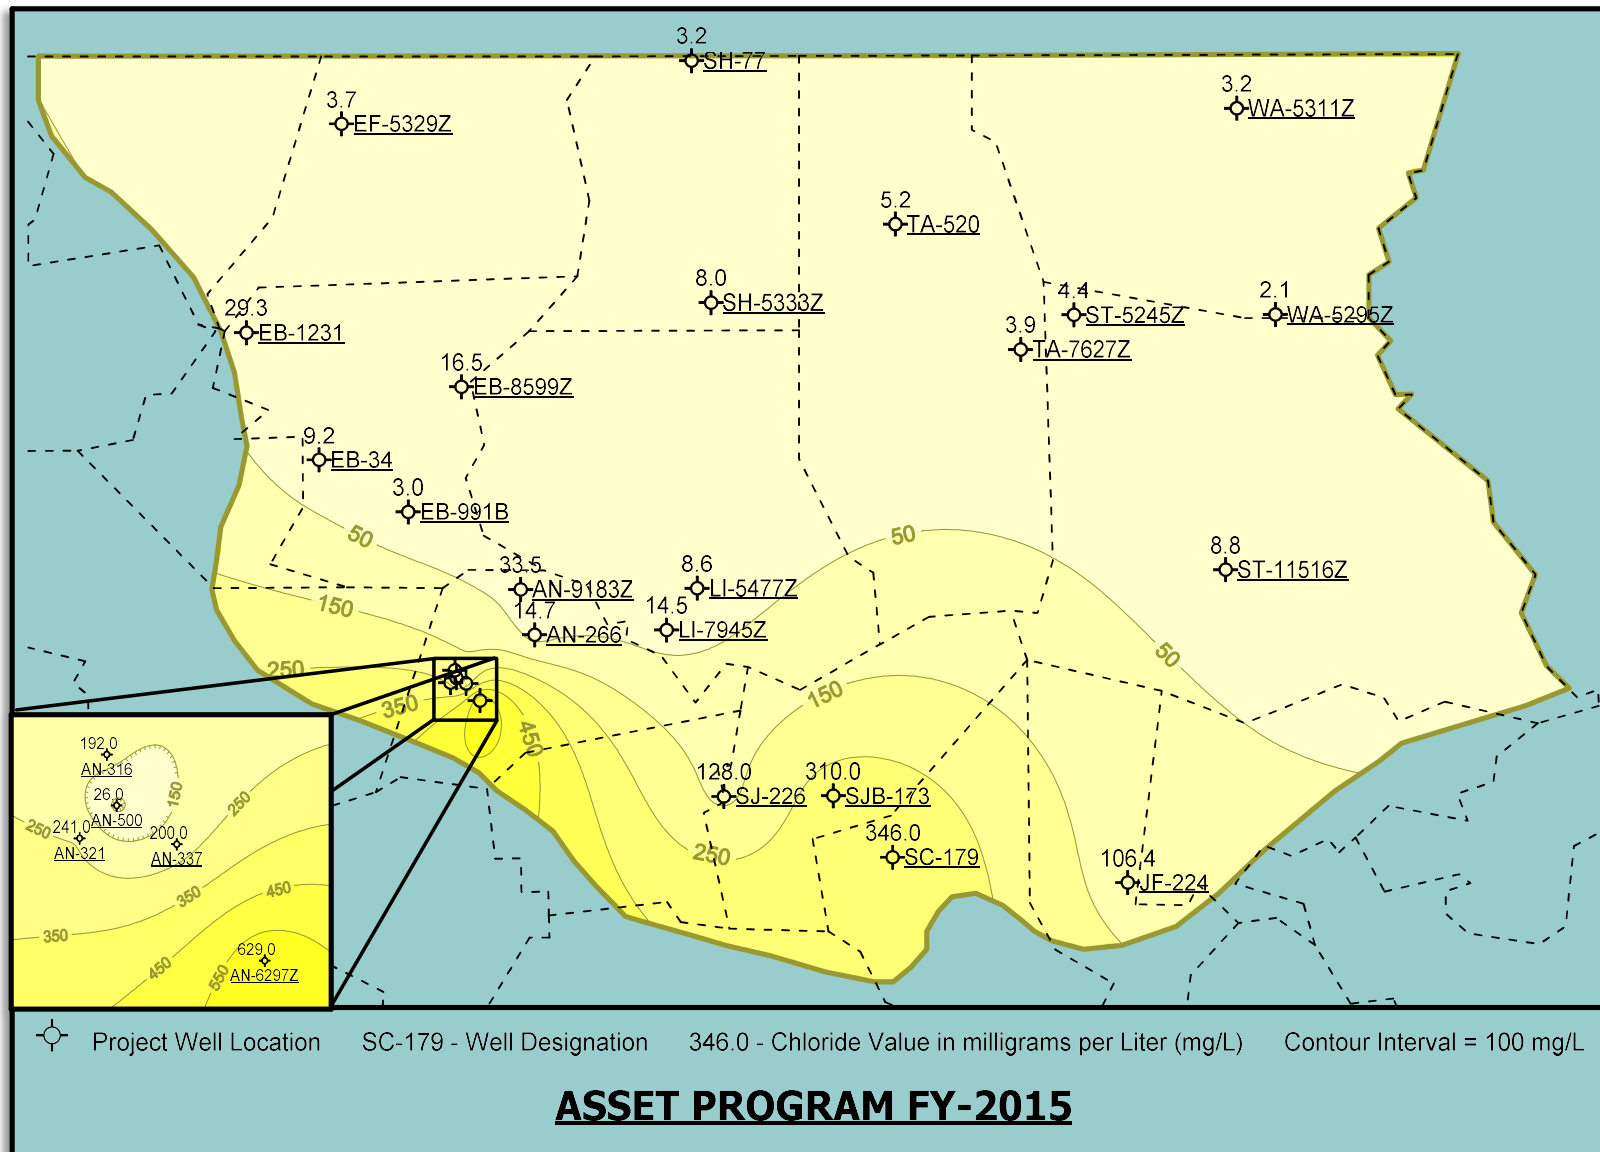 3.2
SH-77
3.7
EF-5329Z
3.2
WA-5311Z
5.2
TA-520
8.0
SH-5333Z
29.3
EB-1231
4.4
ST-5245Z
2.1
WA-5295Z
3.9
TA-7627Z
16.5
EB-8599Z
9.2
EB-34
3.0
EB-991B
50
50
33.5
AN-9183Z
8.6
LI-5477Z
8.8
ST-11516Z
150
14.7
AN-266
14.5
LI-7945Z
50
250
350
150
450
128.0
SJ-226
310.0
SJB-173
250
346.0
SC-179
106.4
JF-224
192.0
AN-316
26.0
AN-500
150
250
250
241.0
AN-321
200.0
AN-337
350
450
350
450
550
629.0
AN-6297Z
Project Well Location SC-179 - Well Designation 346.0 - Chloride Value in milligrams per Liter (mg/L) Contour Interval = 100 mg/L
ASSET PROGRAM FY-2015